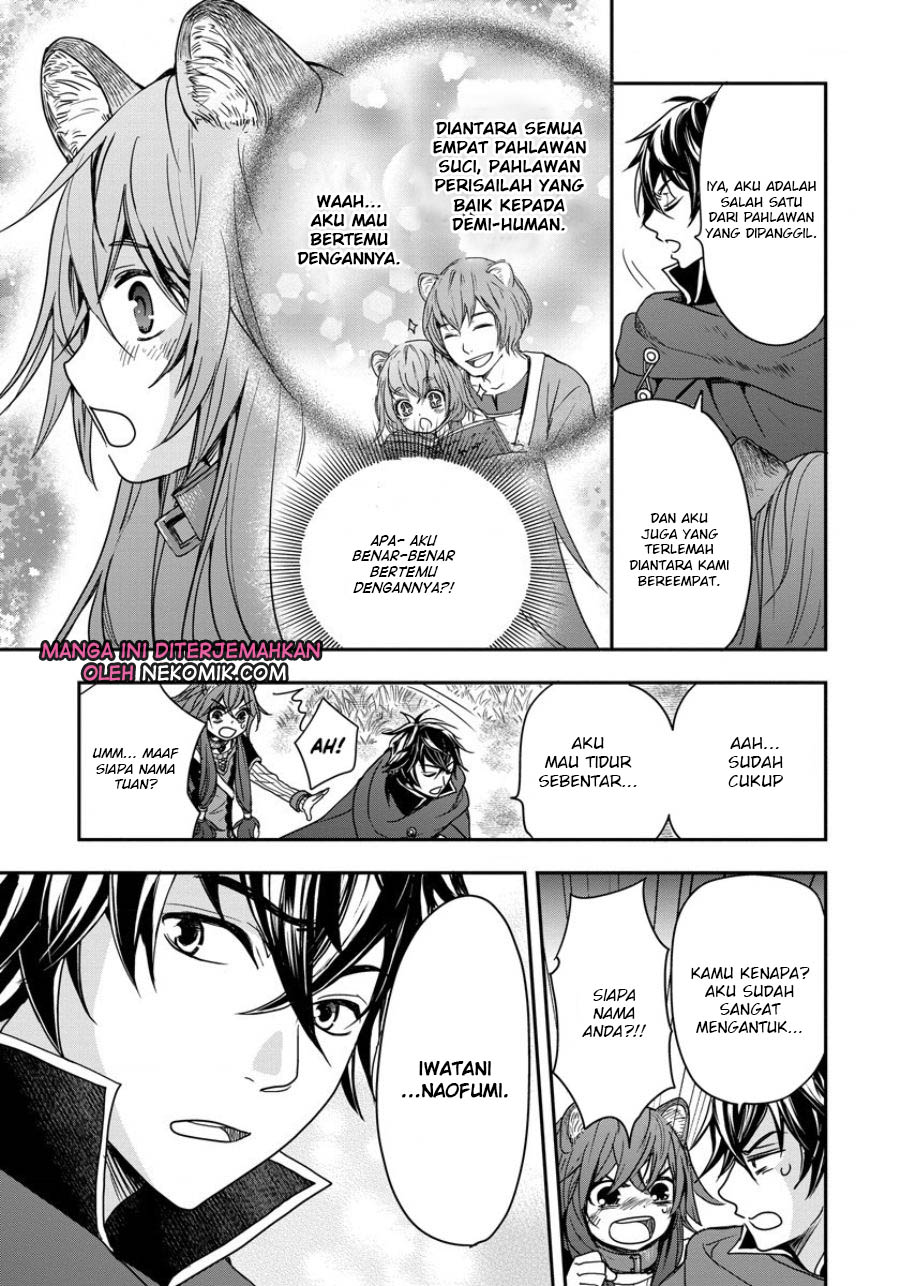 IYA, AKU ADALAH
SALAH SATU
DARI PAHLAWAN
YANG DIPANGGIL.
DAN AKU
JUGA YANG
TERLEMAH
DIANTARA KAMI
BEREEMPAT.
DIANTARA SEMUA
EMPAT PAHLAWAN
SUCI, PAHLAWAN
PERISAILAH YANG
BAIK KEPADA
DEMI-HUMAN.
WAAH...
AKU MAU
BERTEMU
DENGANNYA.
APA- AKU
BENAR-BENAR
BERTEMU
DENGANNYA?!
MANGA INI DITERJEMAHKAN
OLEH NEKOMIK.COM
AAH...
SUDAH
CUKUP
AKU
MAU TIDUR
SEBENTAR...
AH!
UMM... MAAF
SIAPA NAMA
TUAN?
KAMU KENAPA?
AKU SUDAH
SANGAT
MENGANTUK...
SIAPA
NAMA
ANDA?!!
IWATANI
...NAOFUMI.